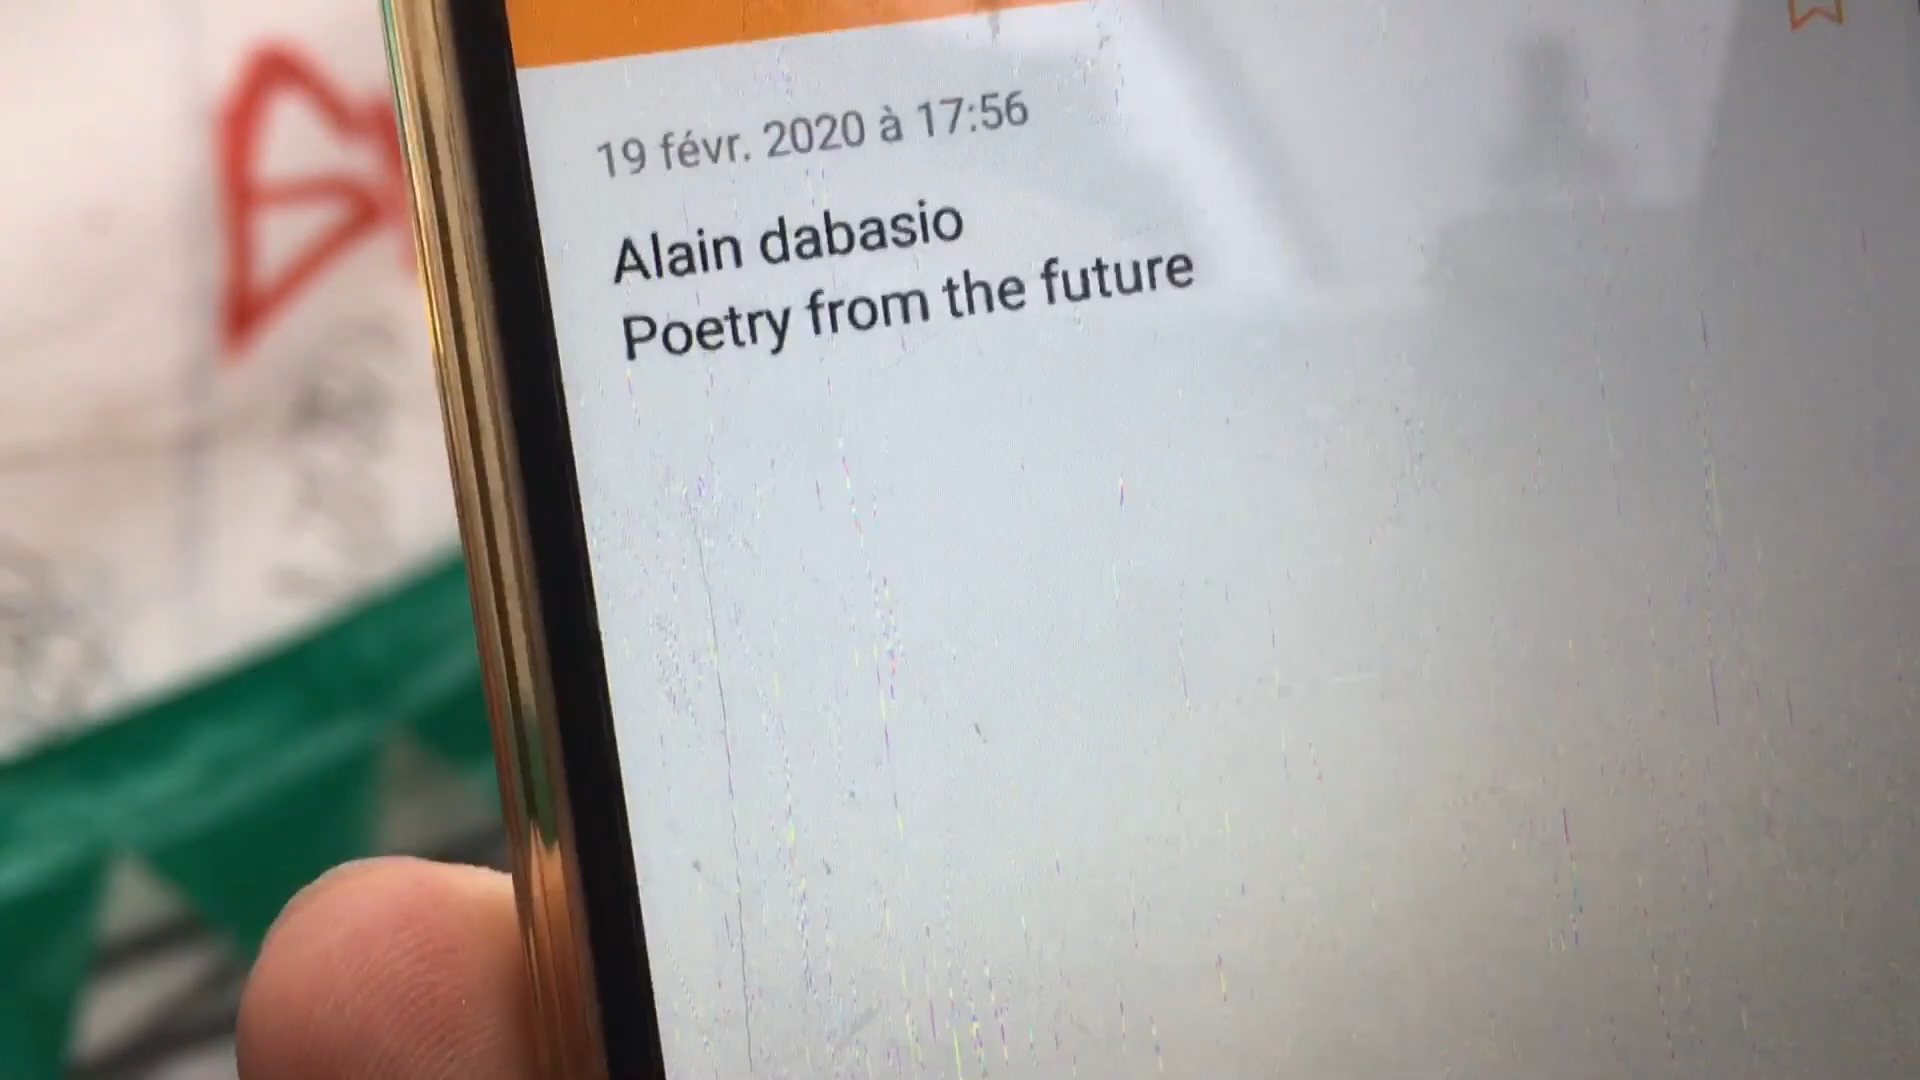 19 févr. 2020 à 17:56
Alain dabasio
Poetry from the future